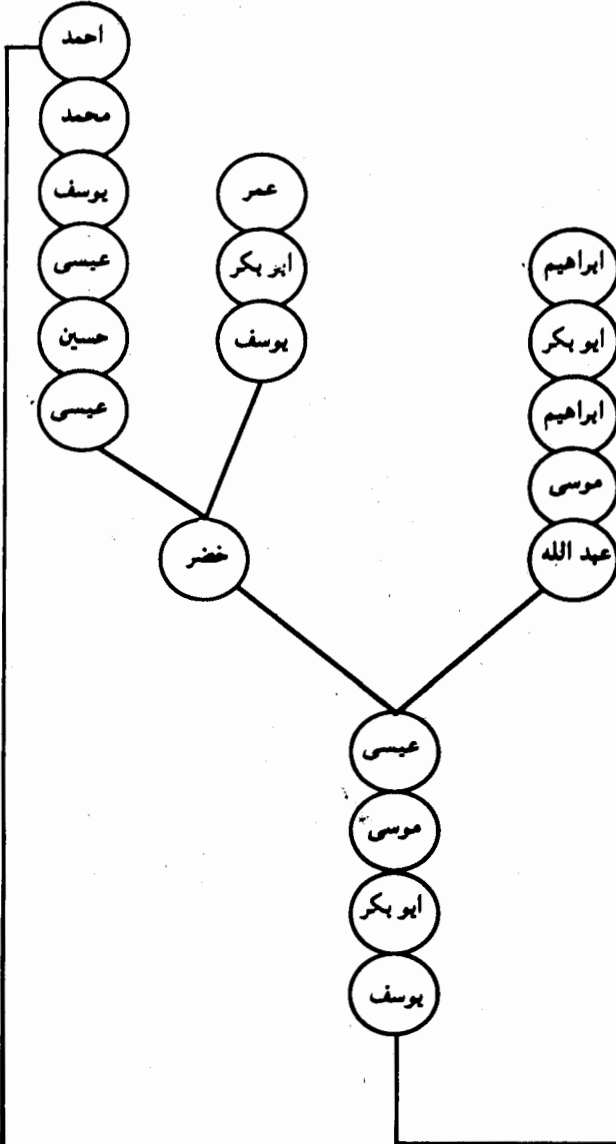 احمد
محمد
يوسف
عيسى
حسين
عيسى
عمر
ابو بكر
يوسف
خضر
ابراهيم
ابو بكر
ابراهيم
موسى
عبد الله
عيسى
موسى
ابو بكر
يوسف